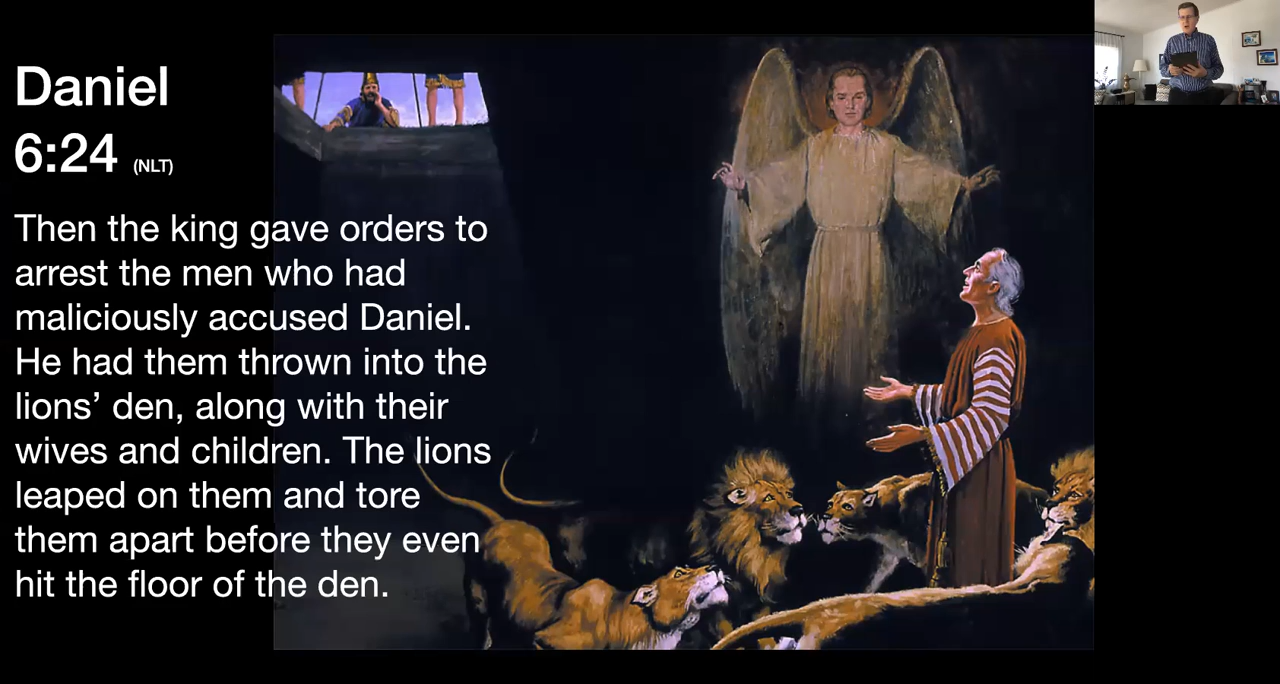 Daniel
6:24 (NLT)
Then the king gave orders to
arrest the men who had
maliciously accused Daniel.
He had them thrown into the
lions’ den, along with their
wives and children. The lions
leaped on them and tore
them apart before they even
hit the floor of the den.